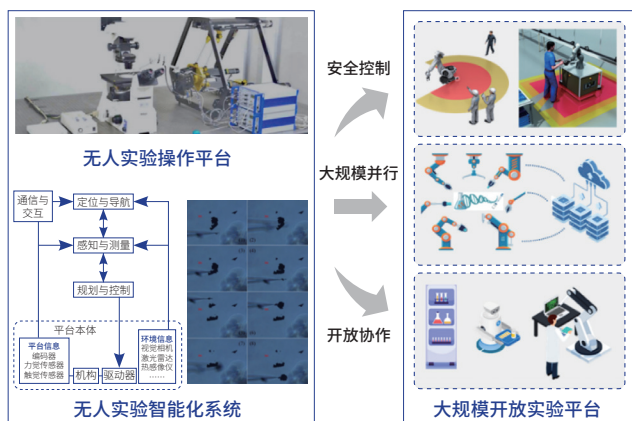 无人实验操作平台
通信与
交互
定位与导航
感知与测量
规划与控制
平台本体
平台信息
编码器
力觉传感器
触觉传感器
机构
驱动器
环境信息
视觉相机
激光雷达
热感像仪
......
无人实验智能化系统
安全控制
大规模并行
开放协作
大规模开放实验平台